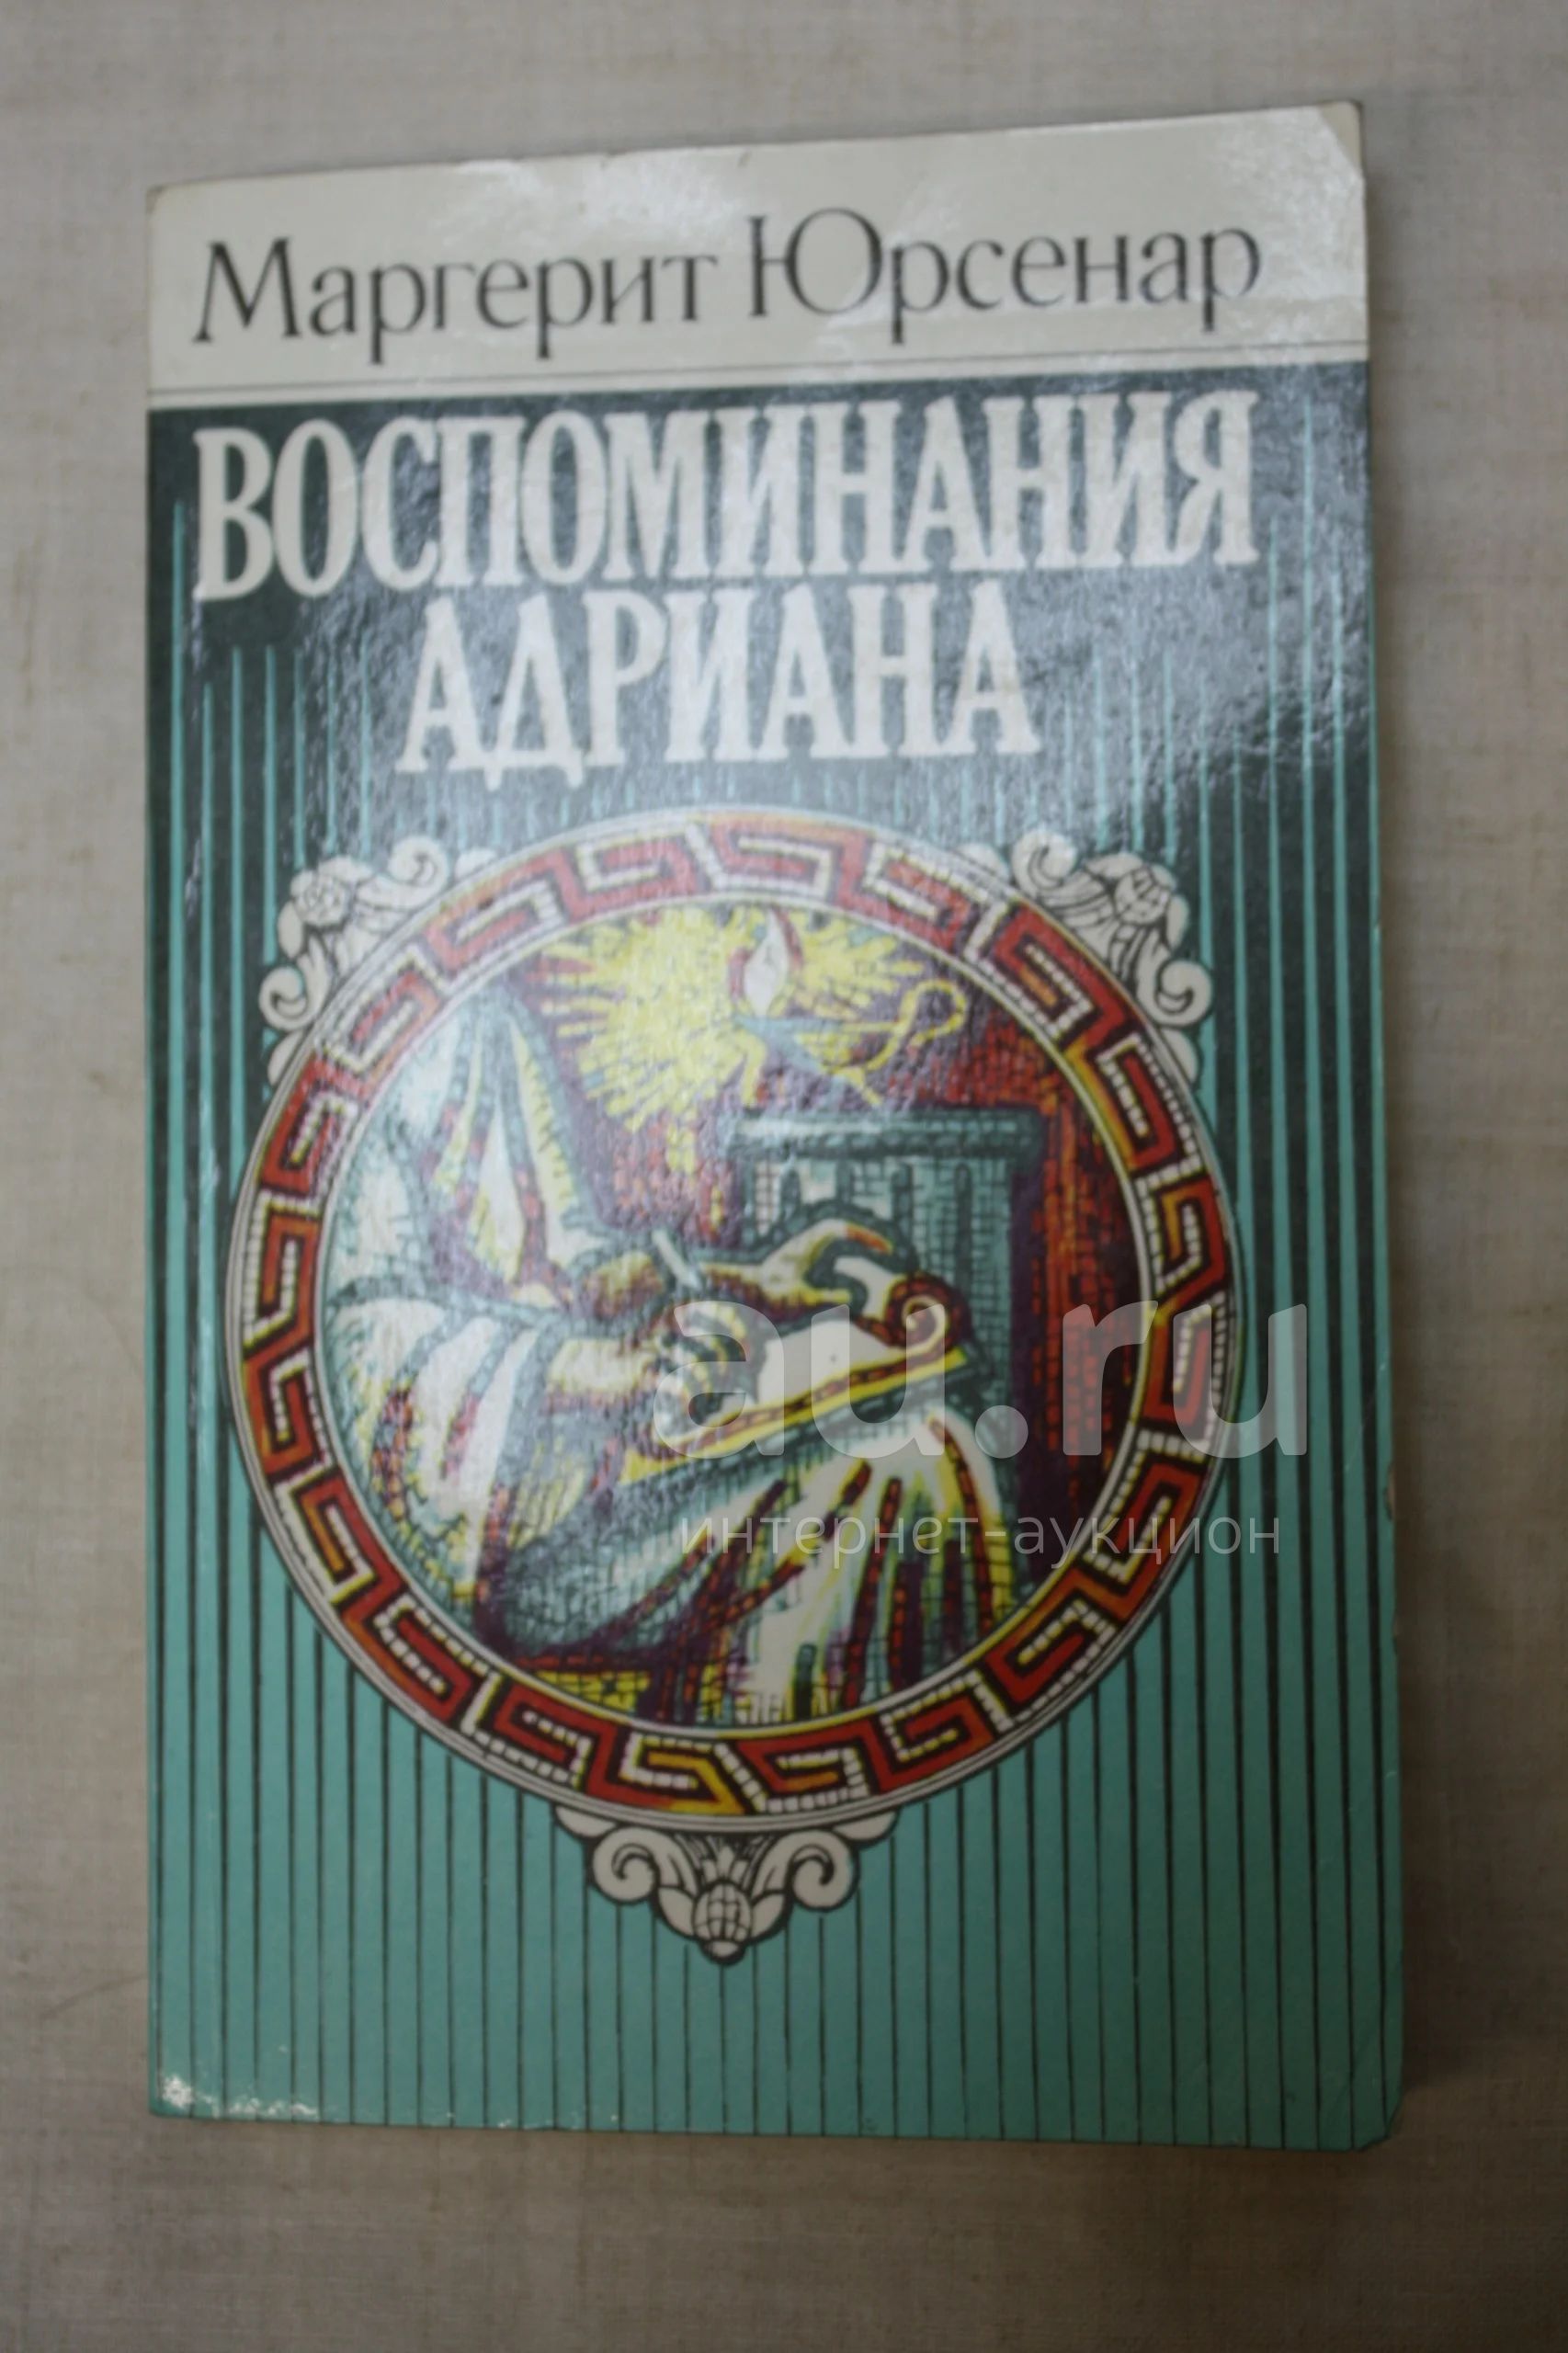 Маргерит Юрсенар
ВОСПОМИНАНИЯ
АДРИАНА
au.ru
интернет-аукцион